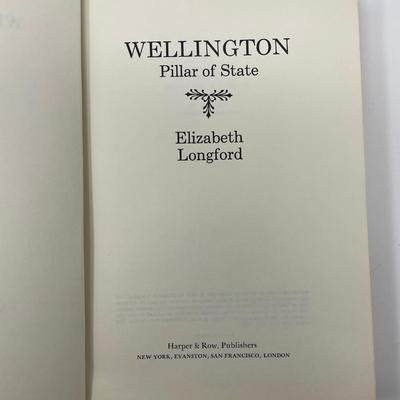 WELLINGTON
Pillar of State
Elizabeth
Longford
Harper & Row, Publishers
NEW YORK, EVANSTON, SAN FRANCISCO, LONDON